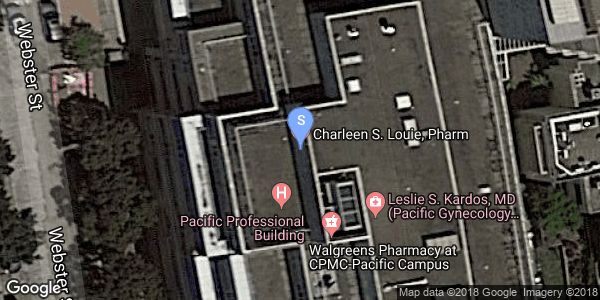 Webster St
S
Charleen S. Louie, Pharm
H
Leslie S. Kardos, MD
(Pacific Gynecology...
Pacific Professional
Building
Walgreens Pharmacy at
CPMC-Pacific Campus
Webster S
Google
Map data ©2018 Google Imagery ©2018